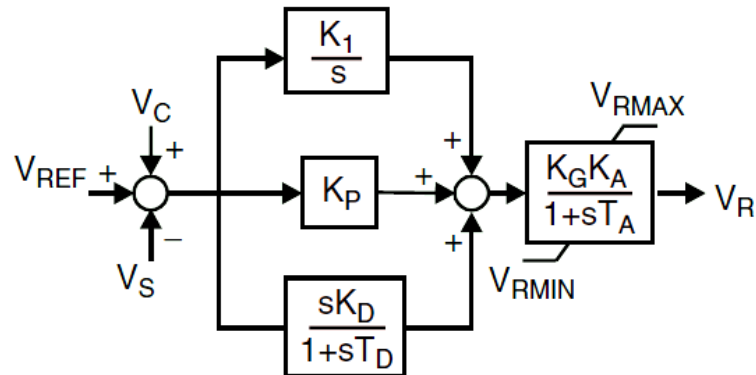 K1
s
VC
+
VREF +
VS
−
KP
+
+
+
sKD
1+sTD
VRMAX
KGKA
1+sTA
VRMIN
VR